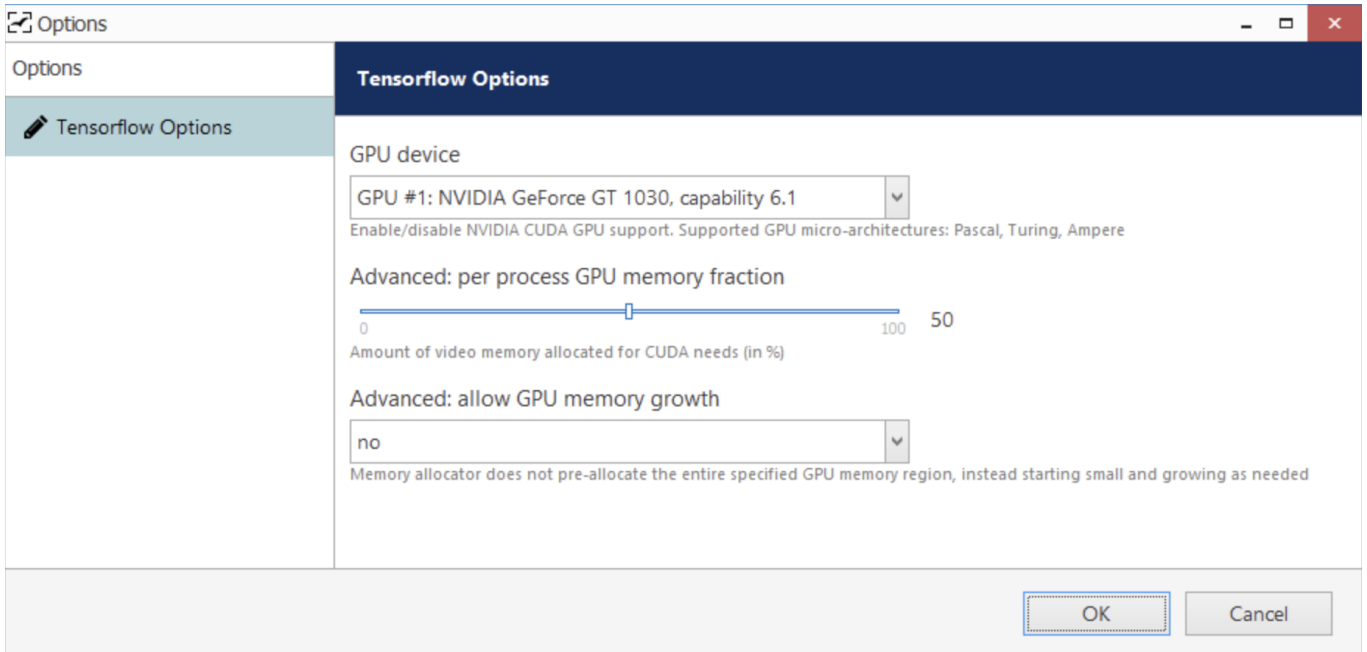 Options
Options
Tensorflow Options
Tensorflow Options
GPU device
GPU #1: NVIDIA GeForce GT 1030, capability 6.1
Enable/disable NVIDIA CUDA GPU support. Supported GPU micro-architectures: Pascal, Turing, Ampere
Advanced: per process GPU memory fraction
0 100 50
Amount of video memory allocated for CUDA needs (in %)
Advanced: allow GPU memory growth
no
Memory allocator does not pre-allocate the entire specified GPU memory region, instead starting small and growing as needed
OK Cancel